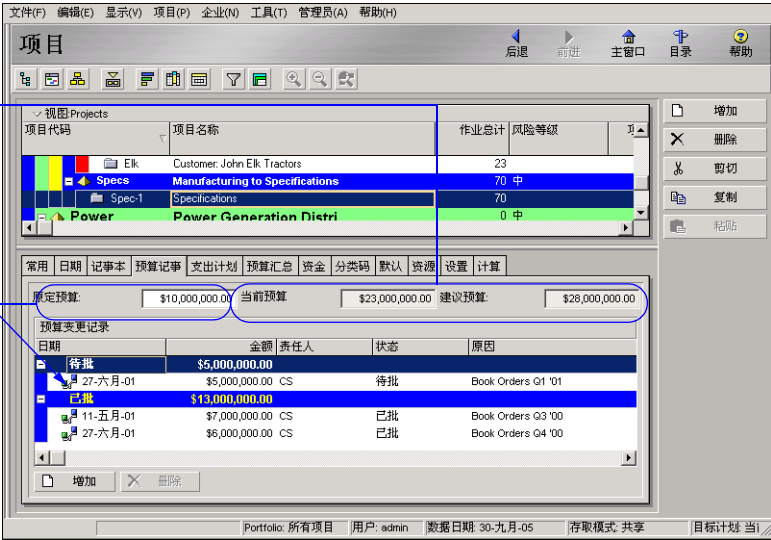 文件(F) 编辑(E) 显示(V) 项目(P) 企业(N) 工具(T) 管理员(A) 帮助(H)
项目
后退 前进 主窗口 目录 帮助
视图:Projects
项目代码 项目名称 作业总计 风险等级
Elk Customer: John Elk Tractors 23
Specs Manufacturing to Specifications 70 中
Spec-1 Specifications 70
Power Power Generation Distri 0 中
增加
删除
剪切
复制
粘贴
常用 日期 记事本 预算记事 支出计划 预算汇总 资金 分类码 默认 资源 设置 计算
原定预算: $10,000,000.00 当前预算 $23,000,000.00 建议预算: $28,000,000.00
预算变更记录
日期 金额 责任人 状态 原因
待批 $5,000,000.00
27-六月-01 $5,000,000.00 CS 待批 Book Orders Q1 '01
已批 $13,000,000.00
11-五月-01 $7,000,000.00 CS 已批 Book Orders Q3 '00
27-六月-01 $6,000,000.00 CS 已批 Book Orders Q4 '00
增加 删除
Portfolio: 所有项目 用户: admin 数据日期: 30-九月-05 存取模式: 共享 目标计划: 当前